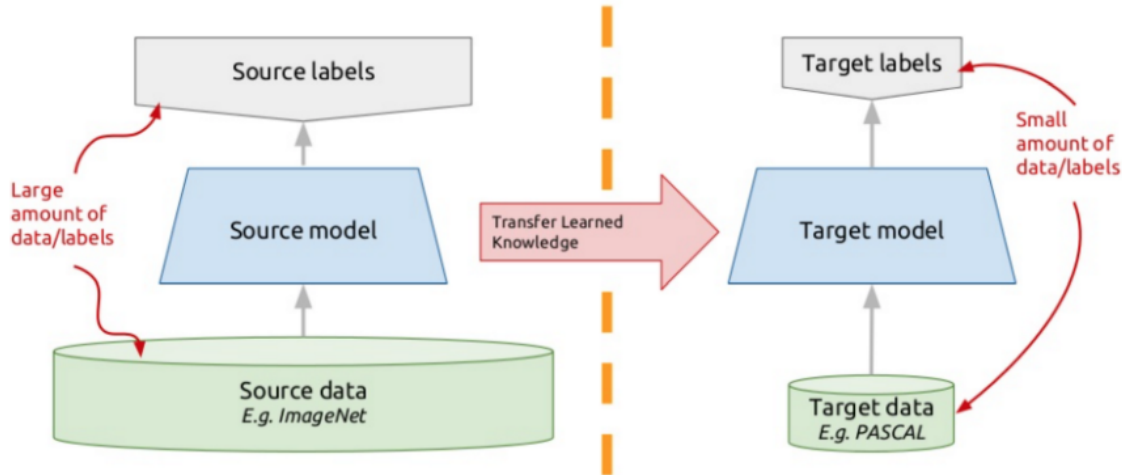 Source labels
Target labels
Large
amount of
data/labels
Small
amount of
data/labels
Source model
Transfer Learned
Knowledge
Target model
Source data
E.g. ImageNet
Target data
E.g. PASCAL